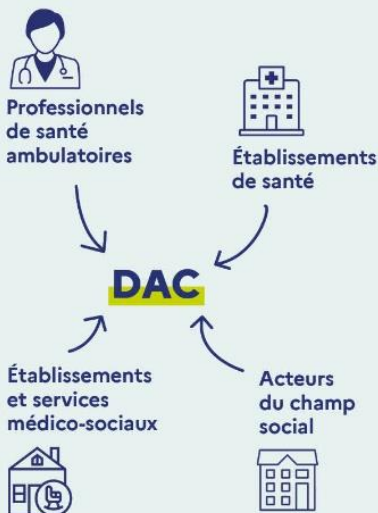 Professionnels
de santé
ambulatoires
Établissements
de santé
DAC
Établissements
et services
médico-sociaux
Acteurs
du champ
social